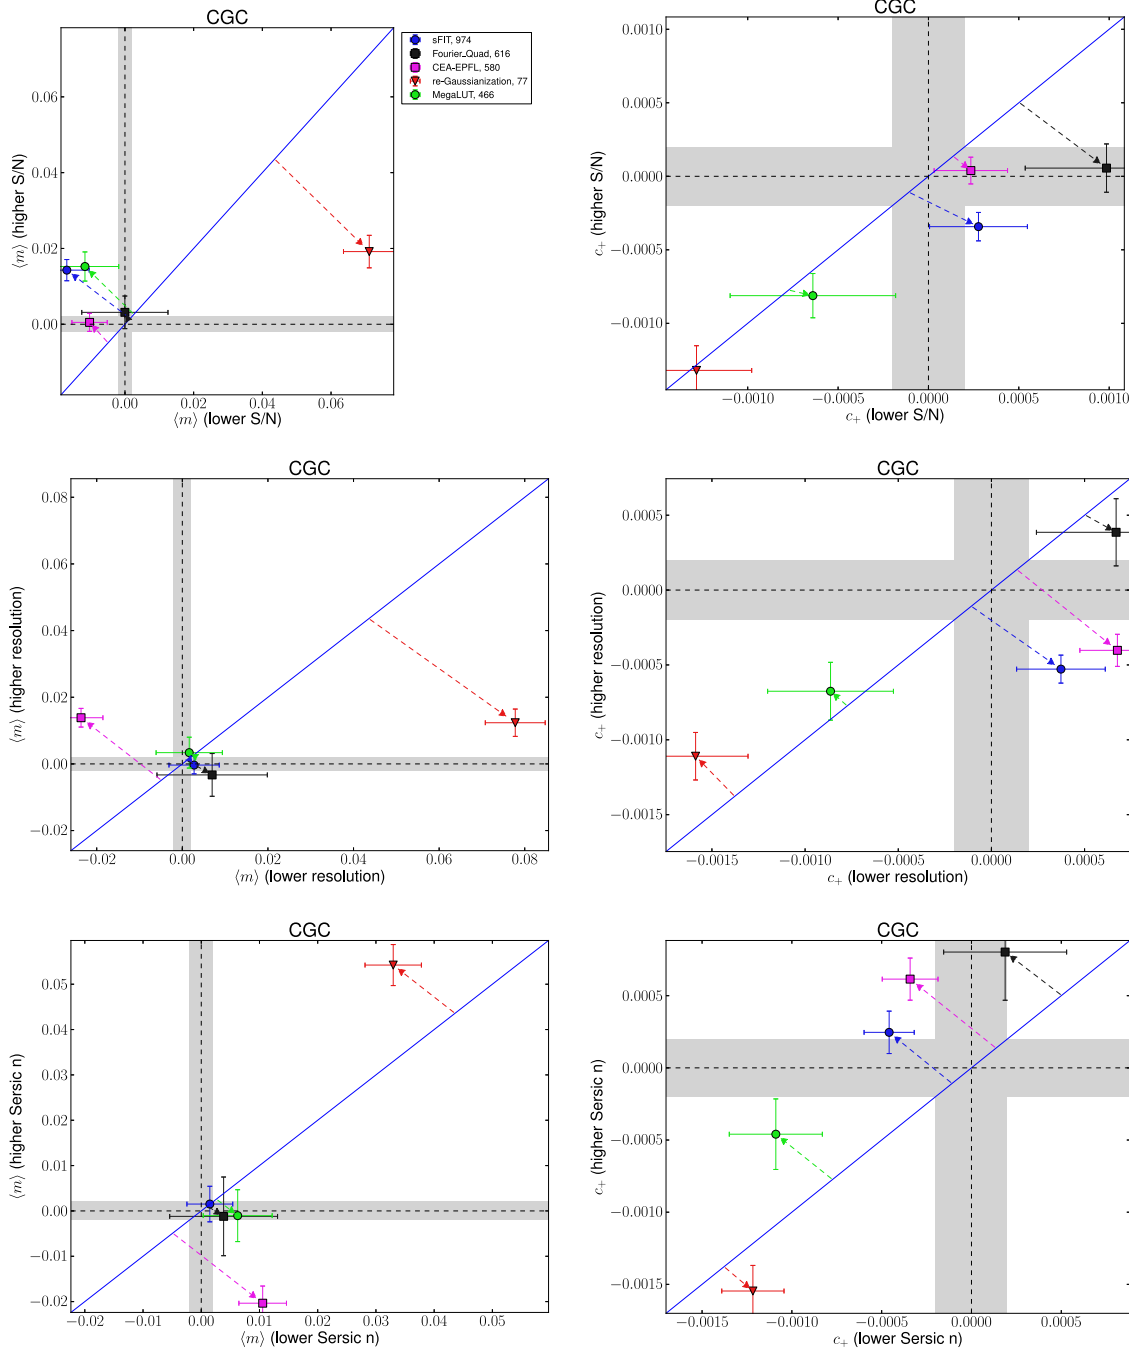 CGC
0.06
0.04
0.02
0.00
0.00
0.02
0.04
0.06
⟨m⟩ (higher S/N)
⟨m⟩ (lower S/N)
sFIT, 974
Fourier_Quad, 616
CEA-EPFL, 580
re-Gaussianization, 77
MegaLUT, 466
CGC
0.0010
0.0005
0.0000
−0.0005
−0.0010
−0.0010
−0.0005
0.0000
0.0005
0.0010
c+ (higher S/N)
c+ (lower S/N)
CGC
0.08
0.06
0.04
0.02
0.00
−0.02
−0.02
0.00
0.02
0.04
0.06
0.08
⟨m⟩ (higher resolution)
⟨m⟩ (lower resolution)
CGC
0.0005
0.0000
−0.0005
−0.0010
−0.0015
−0.0015
−0.0010
−0.0005
0.0000
0.0005
c+ (higher resolution)
c+ (lower resolution)
CGC
0.05
0.04
0.03
0.02
0.01
0.00
−0.01
−0.02
−0.02
−0.01
0.00
0.01
0.02
0.03
0.04
0.05
⟨m⟩ (higher Sersic n)
⟨m⟩ (lower Sersic n)
CGC
0.0005
0.0000
−0.0005
−0.0010
−0.0015
−0.0015
−0.0010
−0.0005
0.0000
0.0005
c+ (higher Sersic n)
c+ (lower Sersic n)